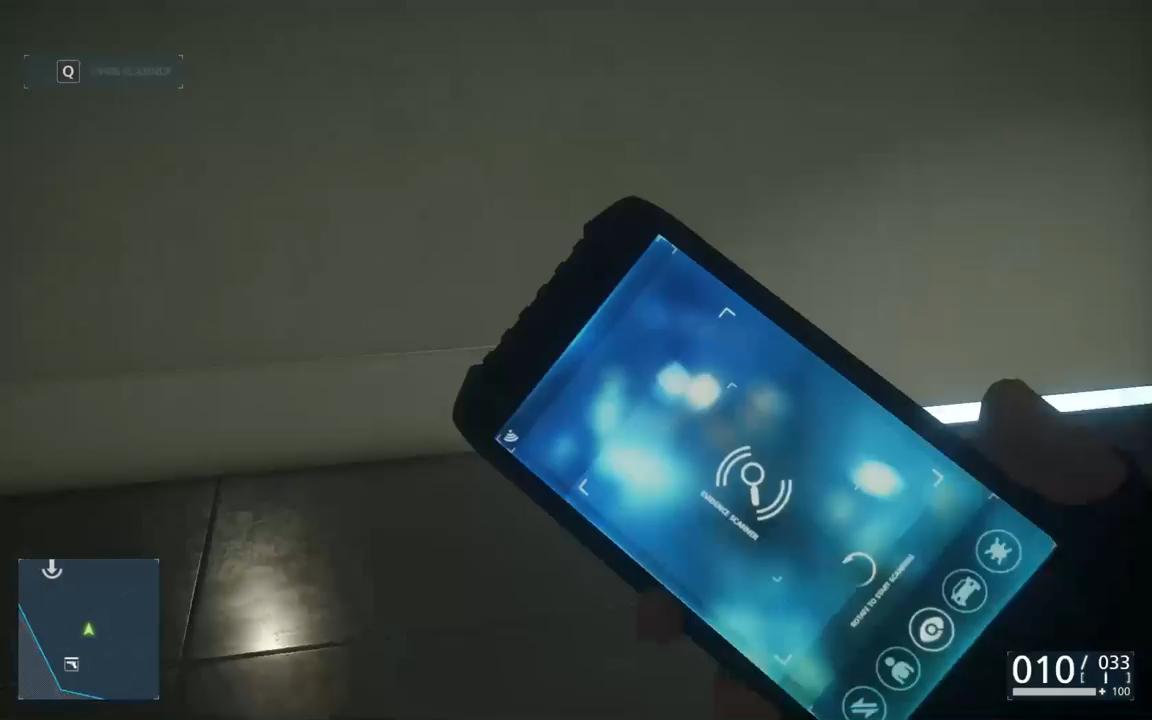 Q
EVIDENCE SCANNER
ROTATE TO START SCANNING
010 / 033
+ 100